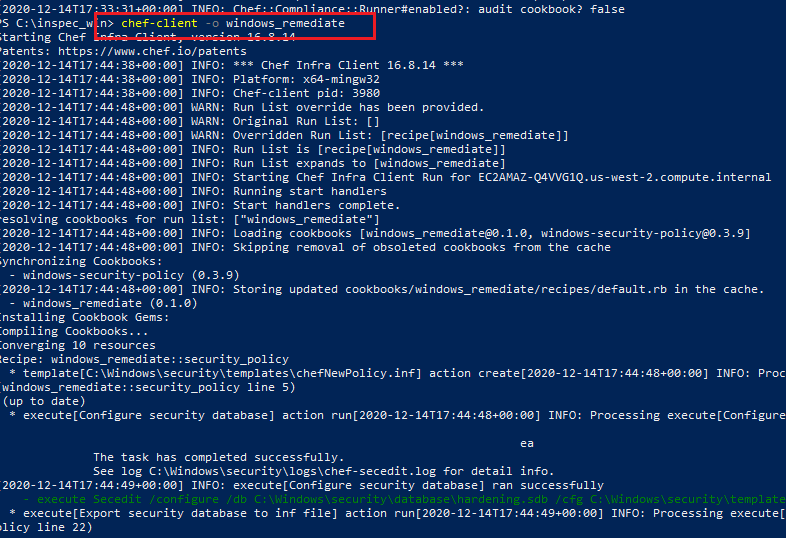 Chef::Compliance::Runner#enabled?: audit cookbook? false
PS C:\inspec_win> chef-client -o windows_remediate
Starting Chef Infra Client, version 16.8.14
Patents: https://www.chef.io/patents
[2020-12-14T17:44:38+00:00] INFO: *** Chef Infra Client 16.8.14 ***
[2020-12-14T17:44:38+00:00] INFO: Platform: x64-mingw32
[2020-12-14T17:44:38+00:00] INFO: Chef-client pid: 3980
[2020-12-14T17:44:48+00:00] WARN: Run List override has been provided.
[2020-12-14T17:44:48+00:00] WARN: Original Run List: []
[2020-12-14T17:44:48+00:00] WARN: Overridden Run List: [recipe[windows_remediate]]
[2020-12-14T17:44:48+00:00] INFO: Run List is [recipe[windows_remediate]]
[2020-12-14T17:44:48+00:00] INFO: Run List expands to [windows_remediate]
[2020-12-14T17:44:48+00:00] INFO: Starting Chef Infra Client Run for EC2AMAZ-Q4VVG1Q.us-west-2.compute.internal
[2020-12-14T17:44:48+00:00] INFO: Running start handlers
[2020-12-14T17:44:48+00:00] INFO: Start handlers complete.
resolving cookbooks for run list: ["windows_remediate"]
[2020-12-14T17:44:48+00:00] INFO: Loading cookbooks [windows_remediate@0.1.0, windows-security-policy@0.3.9]
[2020-12-14T17:44:48+00:00] INFO: Skipping removal of obsoleted cookbooks from the cache
Synchronizing Cookbooks:
- windows-security-policy (0.3.9)
[2020-12-14T17:44:48+00:00] INFO: Storing updated cookbooks/windows_remediate/recipes/default.rb in the cache.
- windows_remediate (0.1.0)
Installing Cookbook Gems:
Compiling Cookbooks...
Converging 10 resources
Recipe: windows_remediate::security_policy
* template[C:\Windows\security\templates\chefNewPolicy.inf] action create[2020-12-14T17:44:48+00:00] INFO: Proc
(windows_remediate::security_policy line 5)
(up to date)
* execute[Configure security database] action run[2020-12-14T17:44:48+00:00] INFO: Processing execute[Configure
ea
The task has completed successfully.
See log C:\Windows\security\logs\chef-secedit.log for detail info.
[2020-12-14T17:44:49+00:00] INFO: execute[Configure security database] ran successfully
- execute Secedit /configure /db C:\Windows\security\database\hardening.sdb /cfg C:\Windows\security\template
* execute[Export security database to inf file] action run[2020-12-14T17:44:49+00:00] INFO: Processing execute[
olicy line 22)